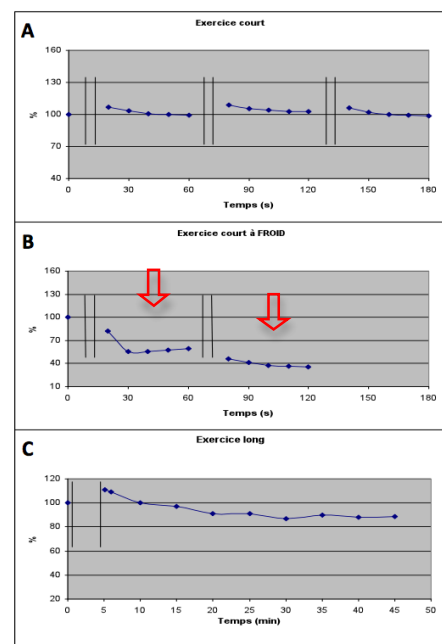 A
Exercice court
160
130
100
70
40
%
0 30 60 90 120 150 180
Temps (s)
B
Exercice court à FROID
160
130
100
70
40
10
%
0 30 60 90 120 150 180
Temps (s)
C
Exercice long
120
100
80
60
40
20
%
0 5 10 15 20 25 30 35 40 45 50
Temps (min)